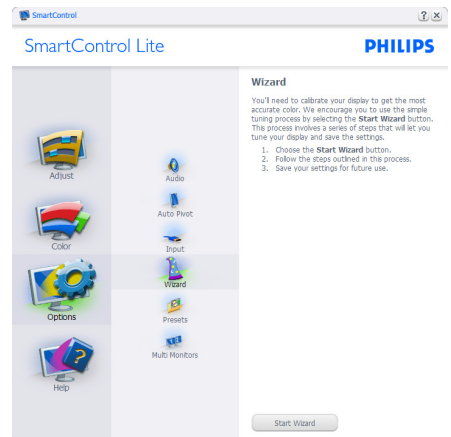 SmartControl
? x
SmartControl Lite
PHILIPS
Adjust
Color
Options
Help
Audio
Auto Pivot
Input
Wizard
Presets
Multi Monitors
Wizard
You'll need to calibrate your display to get the most
accurate color. We encourage you to use the simple
tuning process by selecting the Start Wizard button.
This process involves a series of steps that will let you
tune your display and save the settings.
1. Choose the Start Wizard button.
2. Follow the steps outlined in this process.
3. Save your settings for future use.
Start Wizard